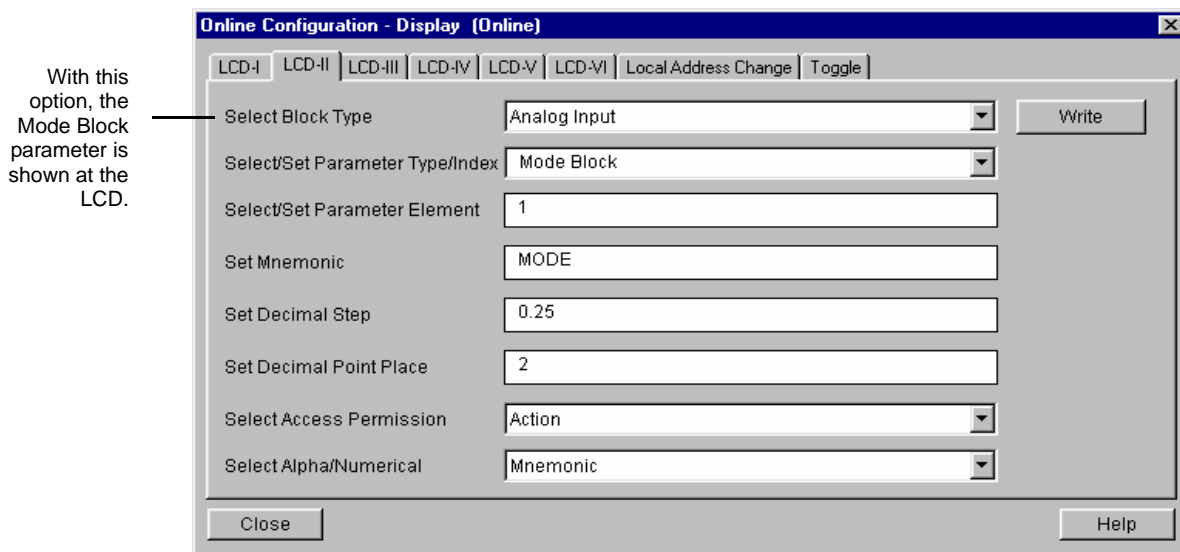 Online Configuration - Display (Online)
LCD-I LCD-II LCD-III LCD-IV LCD-V LCD-VI Local Address Change Toggle
With this
option, the
Mode Block
parameter is
shown at the
LCD.
Select Block Type Analog Input Write
Select/Set Parameter Type/Index Mode Block
Select/Set Parameter Element 1
Set Mnemonic MODE
Set Decimal Step 0.25
Set Decimal Point Place 2
Select Access Permission Action
Select Alpha/Numerical Mnemonic
Close Help